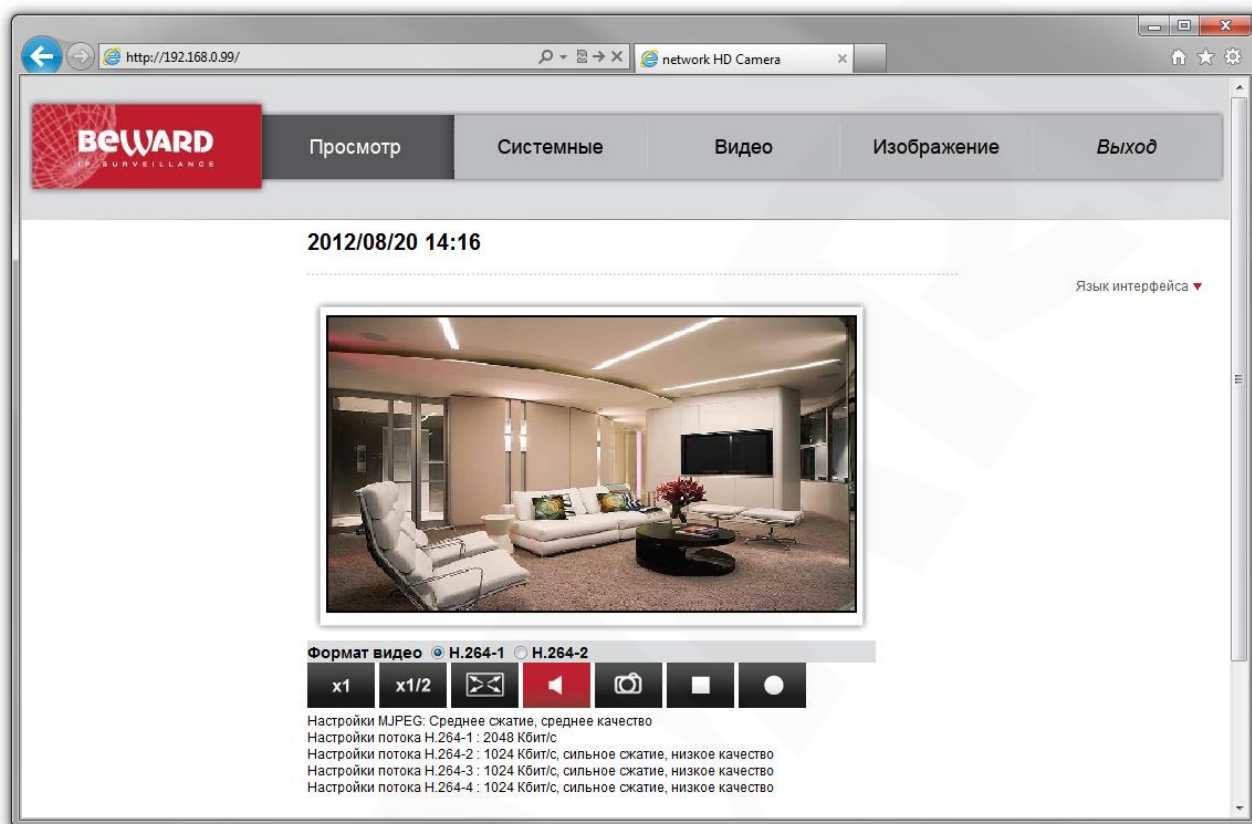 http://192.168.0.99/
network HD Camera
BEWARD
IP SURVEILLANCE
Просмотр
Системные
Видео
Изображение
Выход
2012/08/20 14:16
Язык интерфейса
Формат видео H.264-1 H.264-2
x1
x1/2
Настройки MJPEG: Среднее сжатие, среднее качество
Настройки потока H.264-1 : 2048 Кбит/с
Настройки потока H.264-2 : 1024 Кбит/с, сильное сжатие, низкое качество
Настройки потока H.264-3 : 1024 Кбит/с, сильное сжатие, низкое качество
Настройки потока H.264-4 : 1024 Кбит/с, сильное сжатие, низкое качество